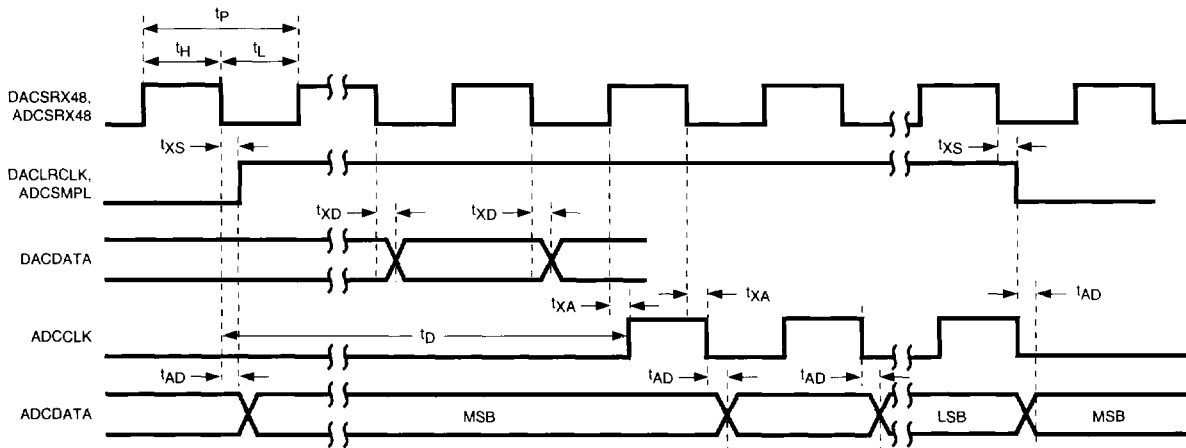 tP
tH
tL
DACSRX48,
ADCSRX48
tXS
tXS
DACLRCLK,
ADCSMPL
tXD
tXD
DACDATA
tXA
tXA
tAD
ADCCLK
tD
tAD
tAD
tAD
ADCDATA
MSB
LSB
MSB